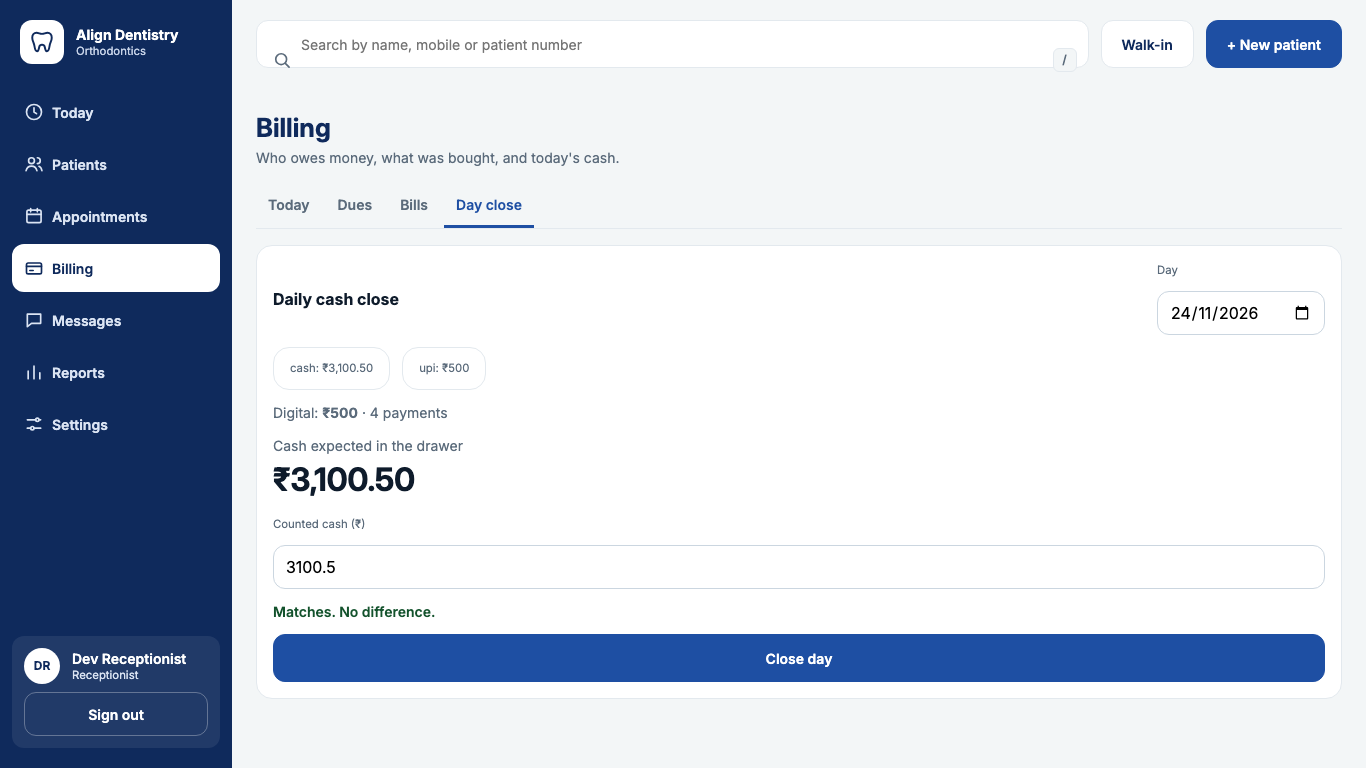 Align Dentistry
Orthodontics
Today
Patients
Appointments
Billing
Messages
Reports
Settings
DR
Dev Receptionist
Receptionist
Sign out
Search by name, mobile or patient number
/
Walk-in
+ New patient
Billing
Who owes money, what was bought, and today's cash.
Today Dues Bills Day close
Daily cash close
Day
24/11/2026
cash: ₹3,100.50 upi: ₹500
Digital: ₹500 · 4 payments
Cash expected in the drawer
₹3,100.50
Counted cash (₹)
3100.5
Matches. No difference.
Close day